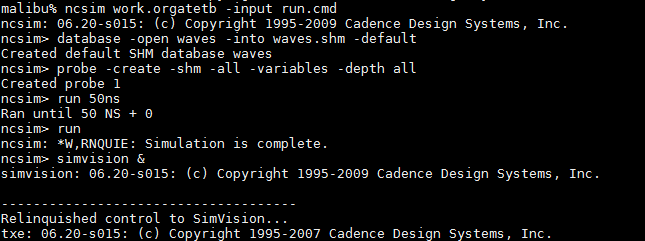 malibu% ncsim work.orgatetb -input run.cmd
ncsim: 06.20-s015: (c) Copyright 1995-2009 Cadence Design Systems, Inc.
ncsim> database -open waves -into waves.shm -default
Created default SHM database waves
ncsim> probe -create -shm -all -variables -depth all
Created probe 1
ncsim> run 50ns
Ran until 50 NS + 0
ncsim> run
ncsim: *W,RNQUIE: Simulation is complete.
ncsim> simvision &
simvision: 06.20-s015: (c) Copyright 1995-2009 Cadence Design Systems, Inc.
-------------------------------------
Relinquished control to SimVision...
txe: 06.20-s015: (c) Copyright 1995-2007 Cadence Design Systems, Inc.